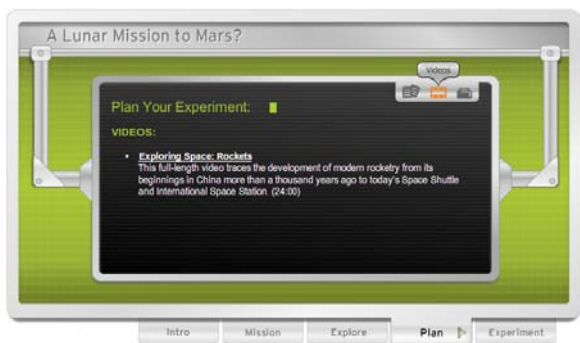 A Lunar Mission to Mars?
Videos
Plan Your Experiment:
VIDEOS:
• Exploring Space: Rockets
This full-length video traces the development of modern rocketry from its
beginnings in China more than a thousand years ago to today's Space Shuttle
and International Space Station. (24:00)
Intro Mission Explore Plan Experiment